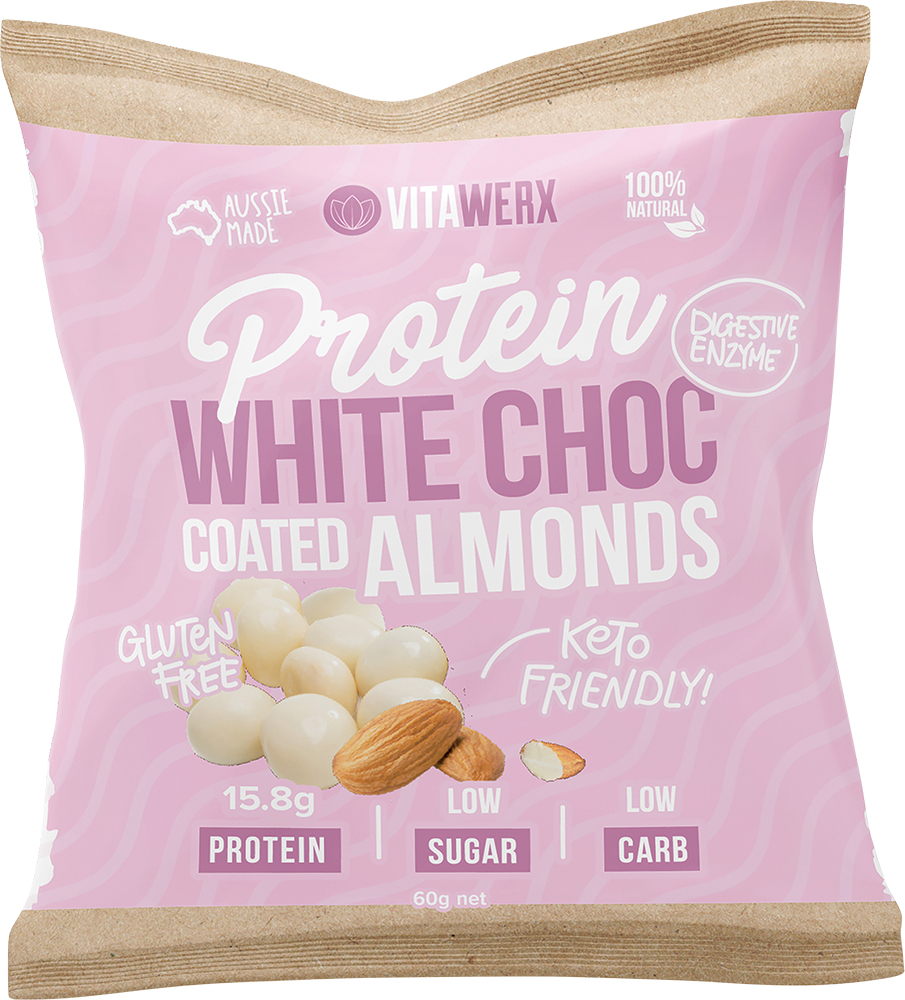 AUSSIE
MADE
VITAWERX
100%
NATURAL
Protein
DIGESTIVE
ENZYME
WHITE CHOC
COATED ALMONDS
GLUTEN
FREE
KETO
FRIENDLY!
15.8g
PROTEIN
LOW
SUGAR
LOW
CARB
60g net